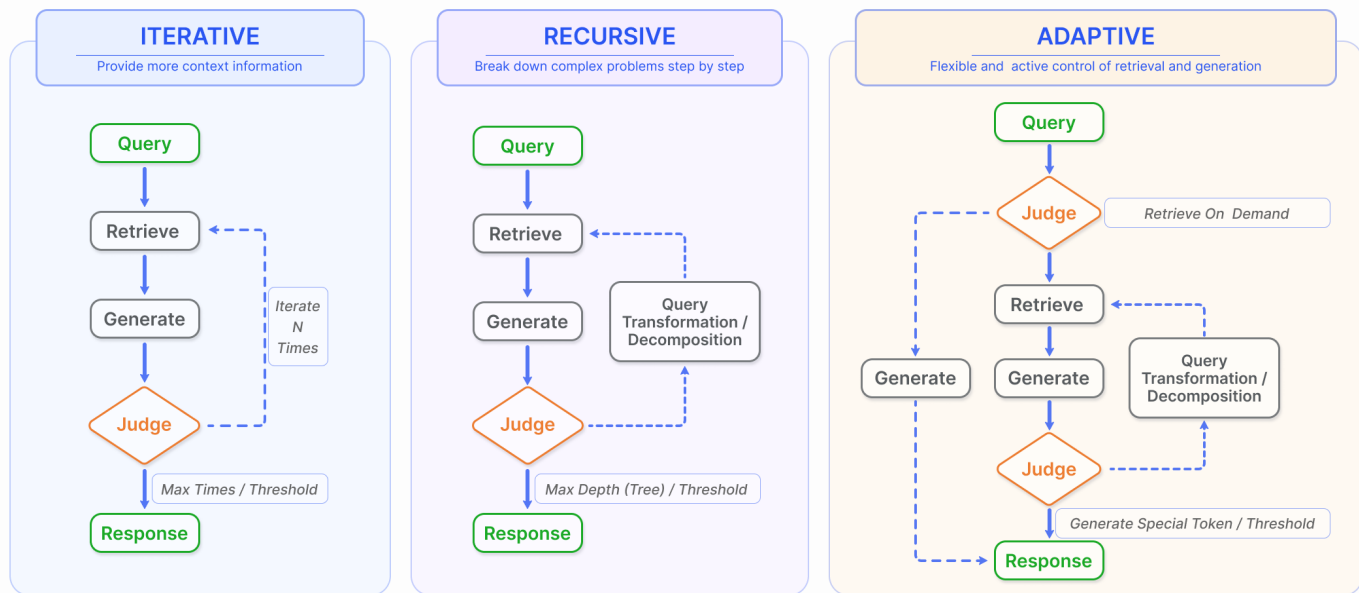 ITERATIVE
Provide more context information
Query
Retrieve
Generate
Iterate
N
Times
Judge
Max Times / Threshold
Response
RECURSIVE
Break down complex problems step by step
Query
Retrieve
Generate
Query
Transformation /
Decomposition
Judge
Max Depth (Tree) / Threshold
Response
ADAPTIVE
Flexible and active control of retrieval and generation
Query
Judge
Retrieve On Demand
Retrieve
Generate
Generate
Query
Transformation /
Decomposition
Judge
Generate Special Token / Threshold
Response